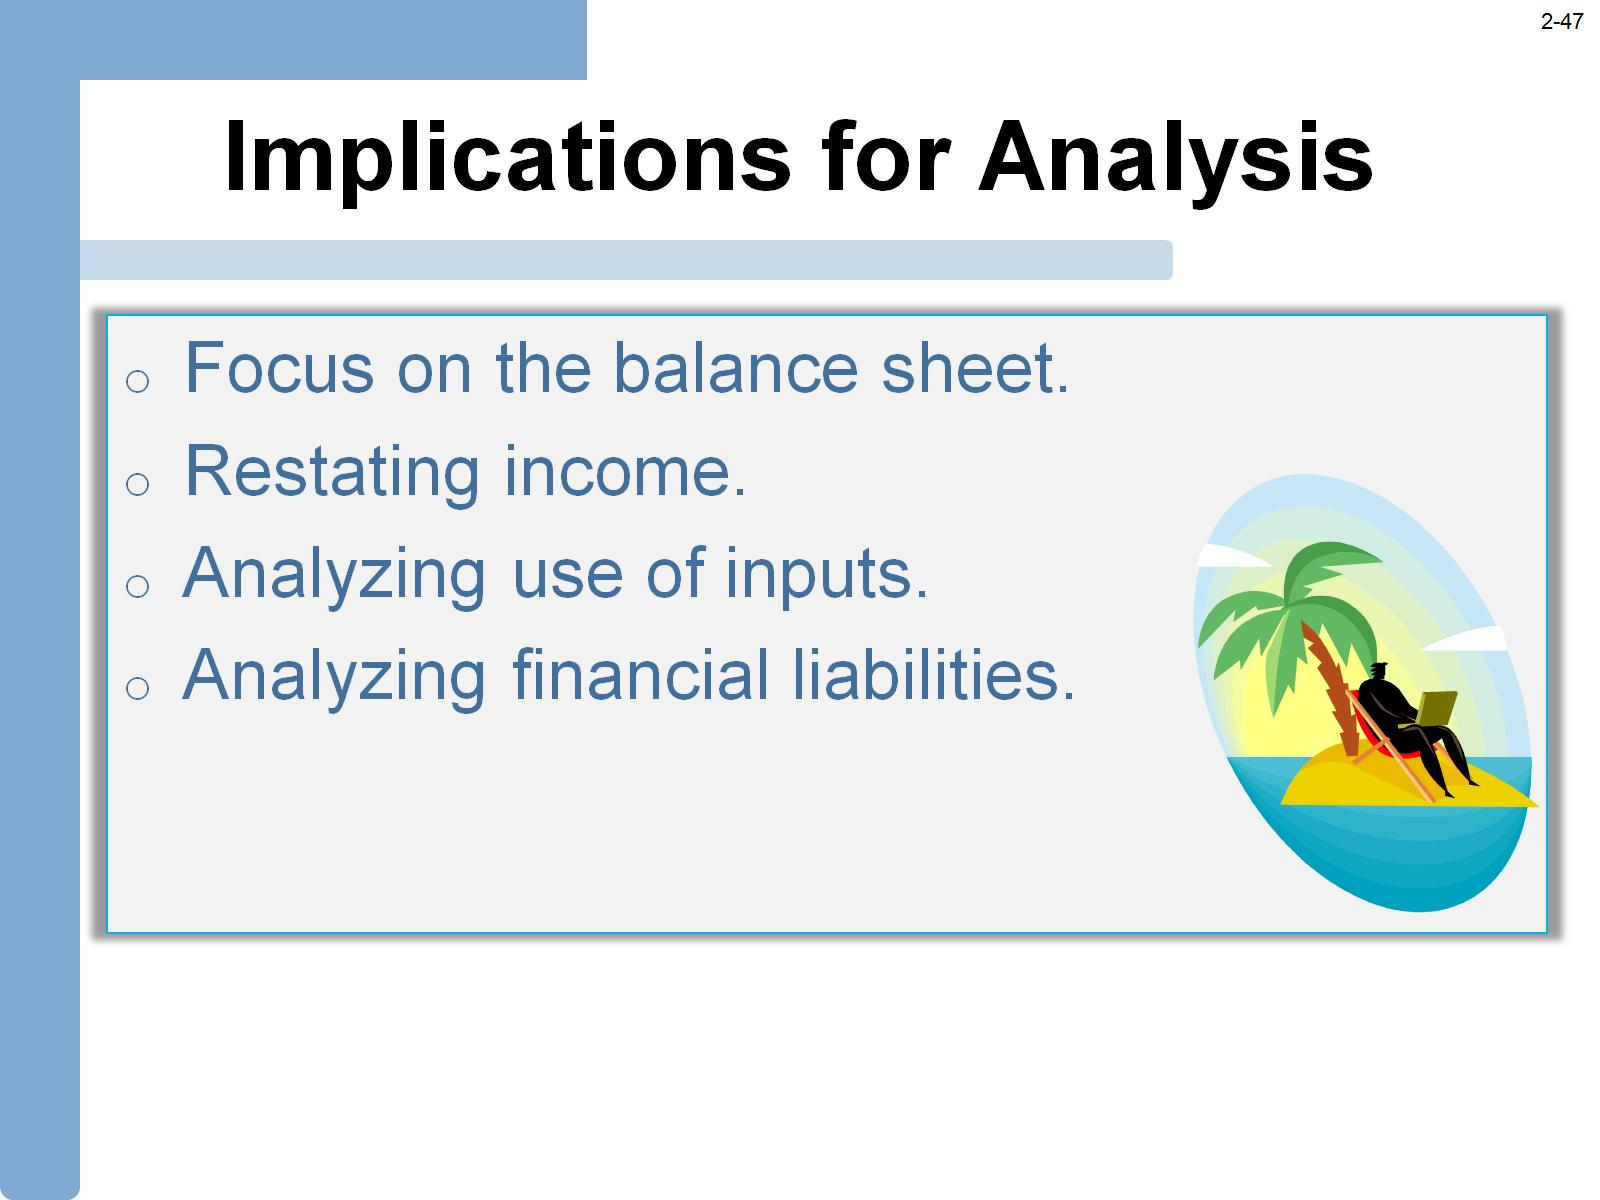 2-47
Implications for Analysis
Focus on the balance sheet.
Restating income.
Analyzing use of inputs.
Analyzing financial liabilities.